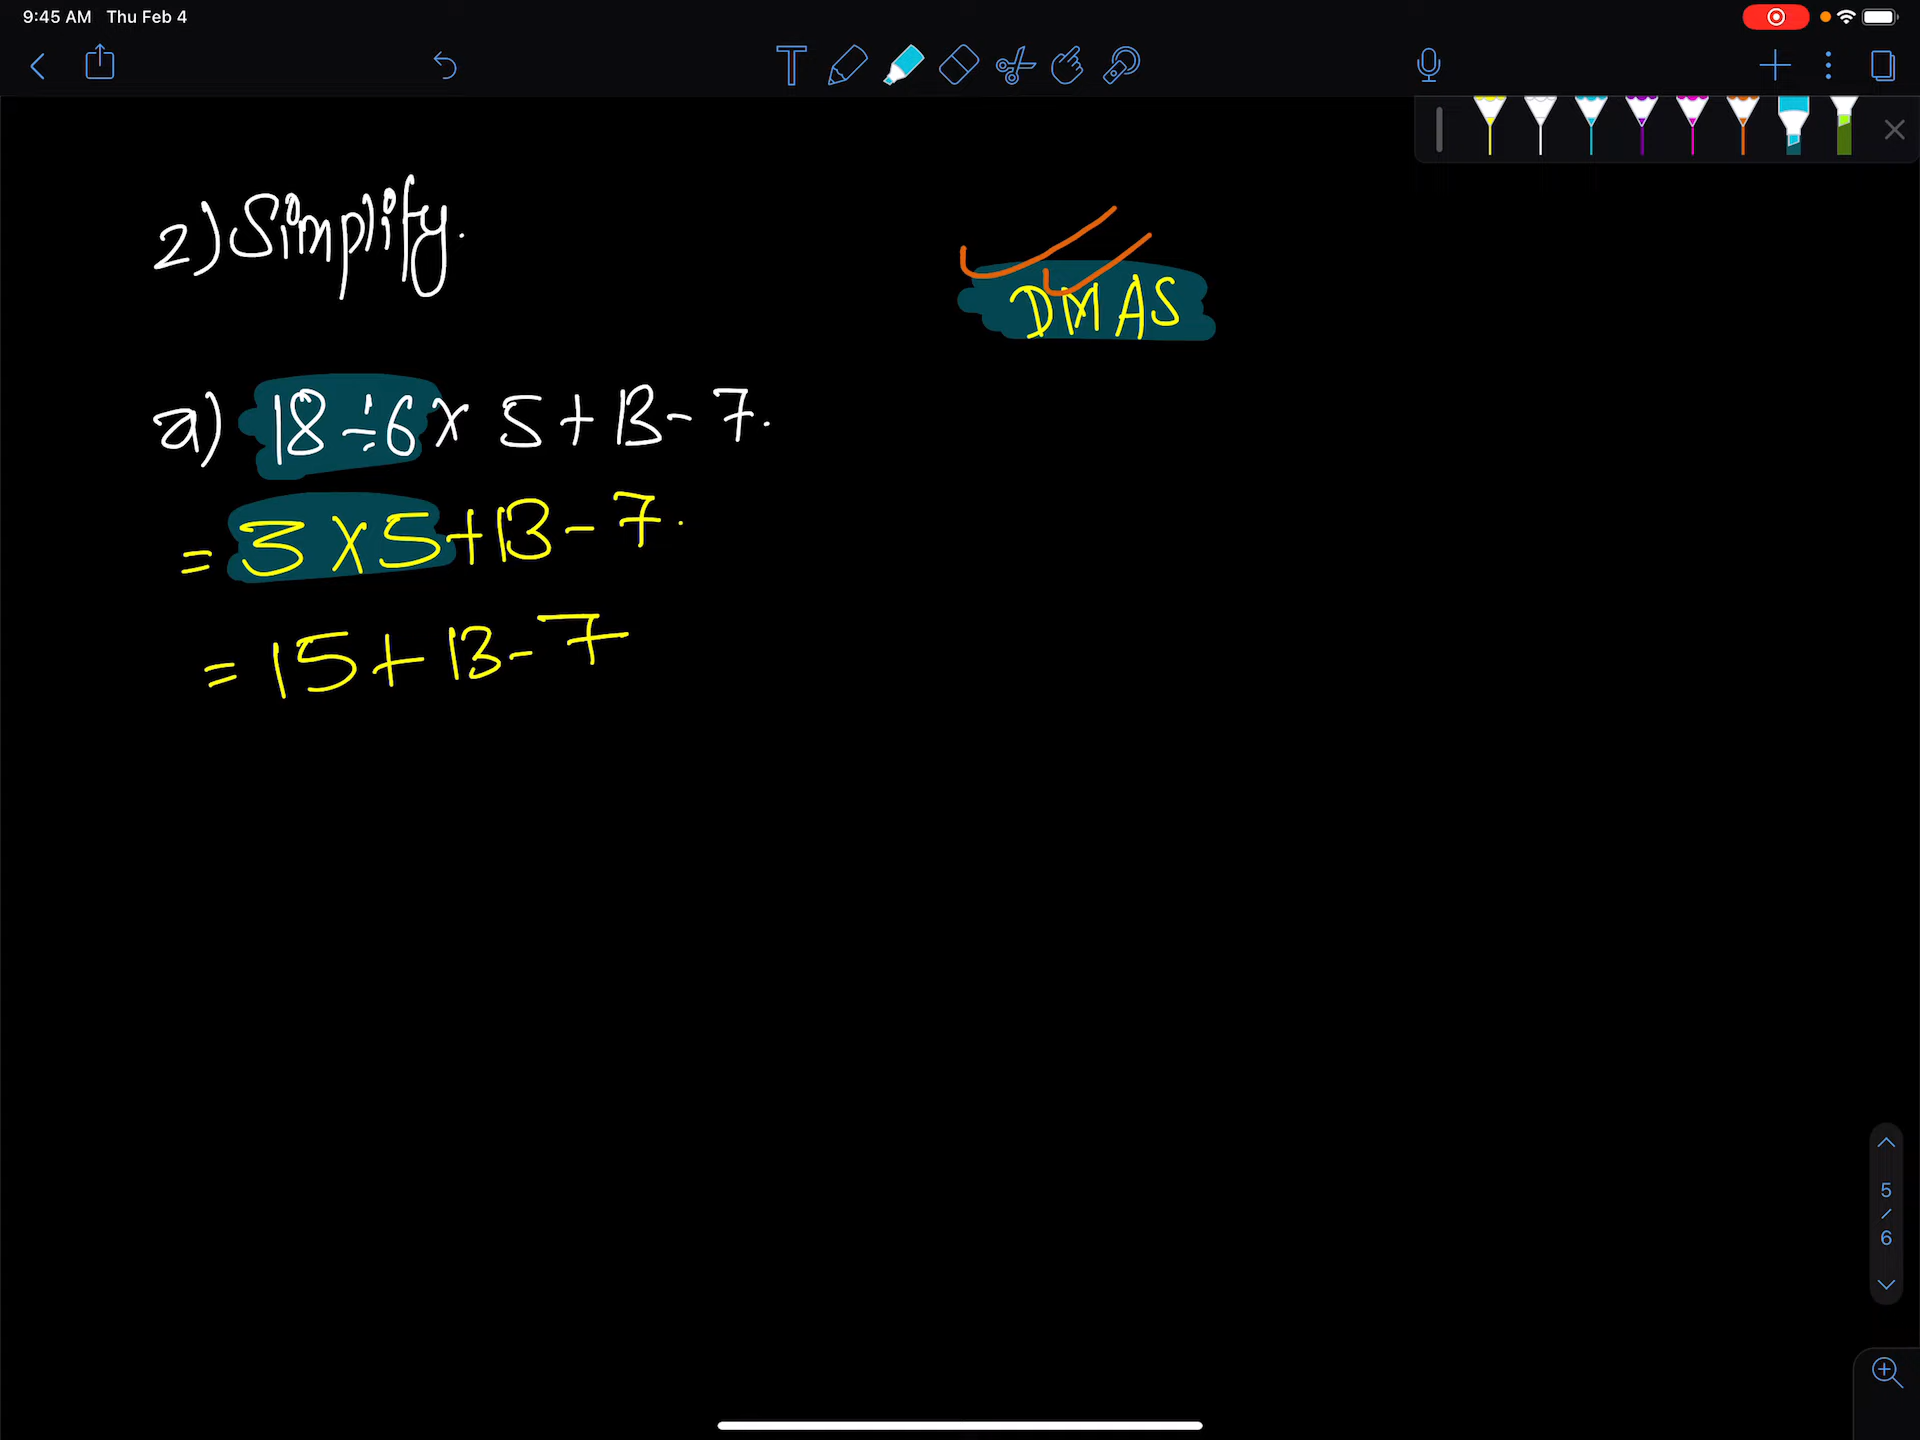 9:45 AM Thu Feb 4
2) Simplify.
DMAS
a) 18 ÷ 6 × 5 + 13 - 7.
= 3 × 5 + 13 - 7.
= 15 + 13 - 7
5
/
6